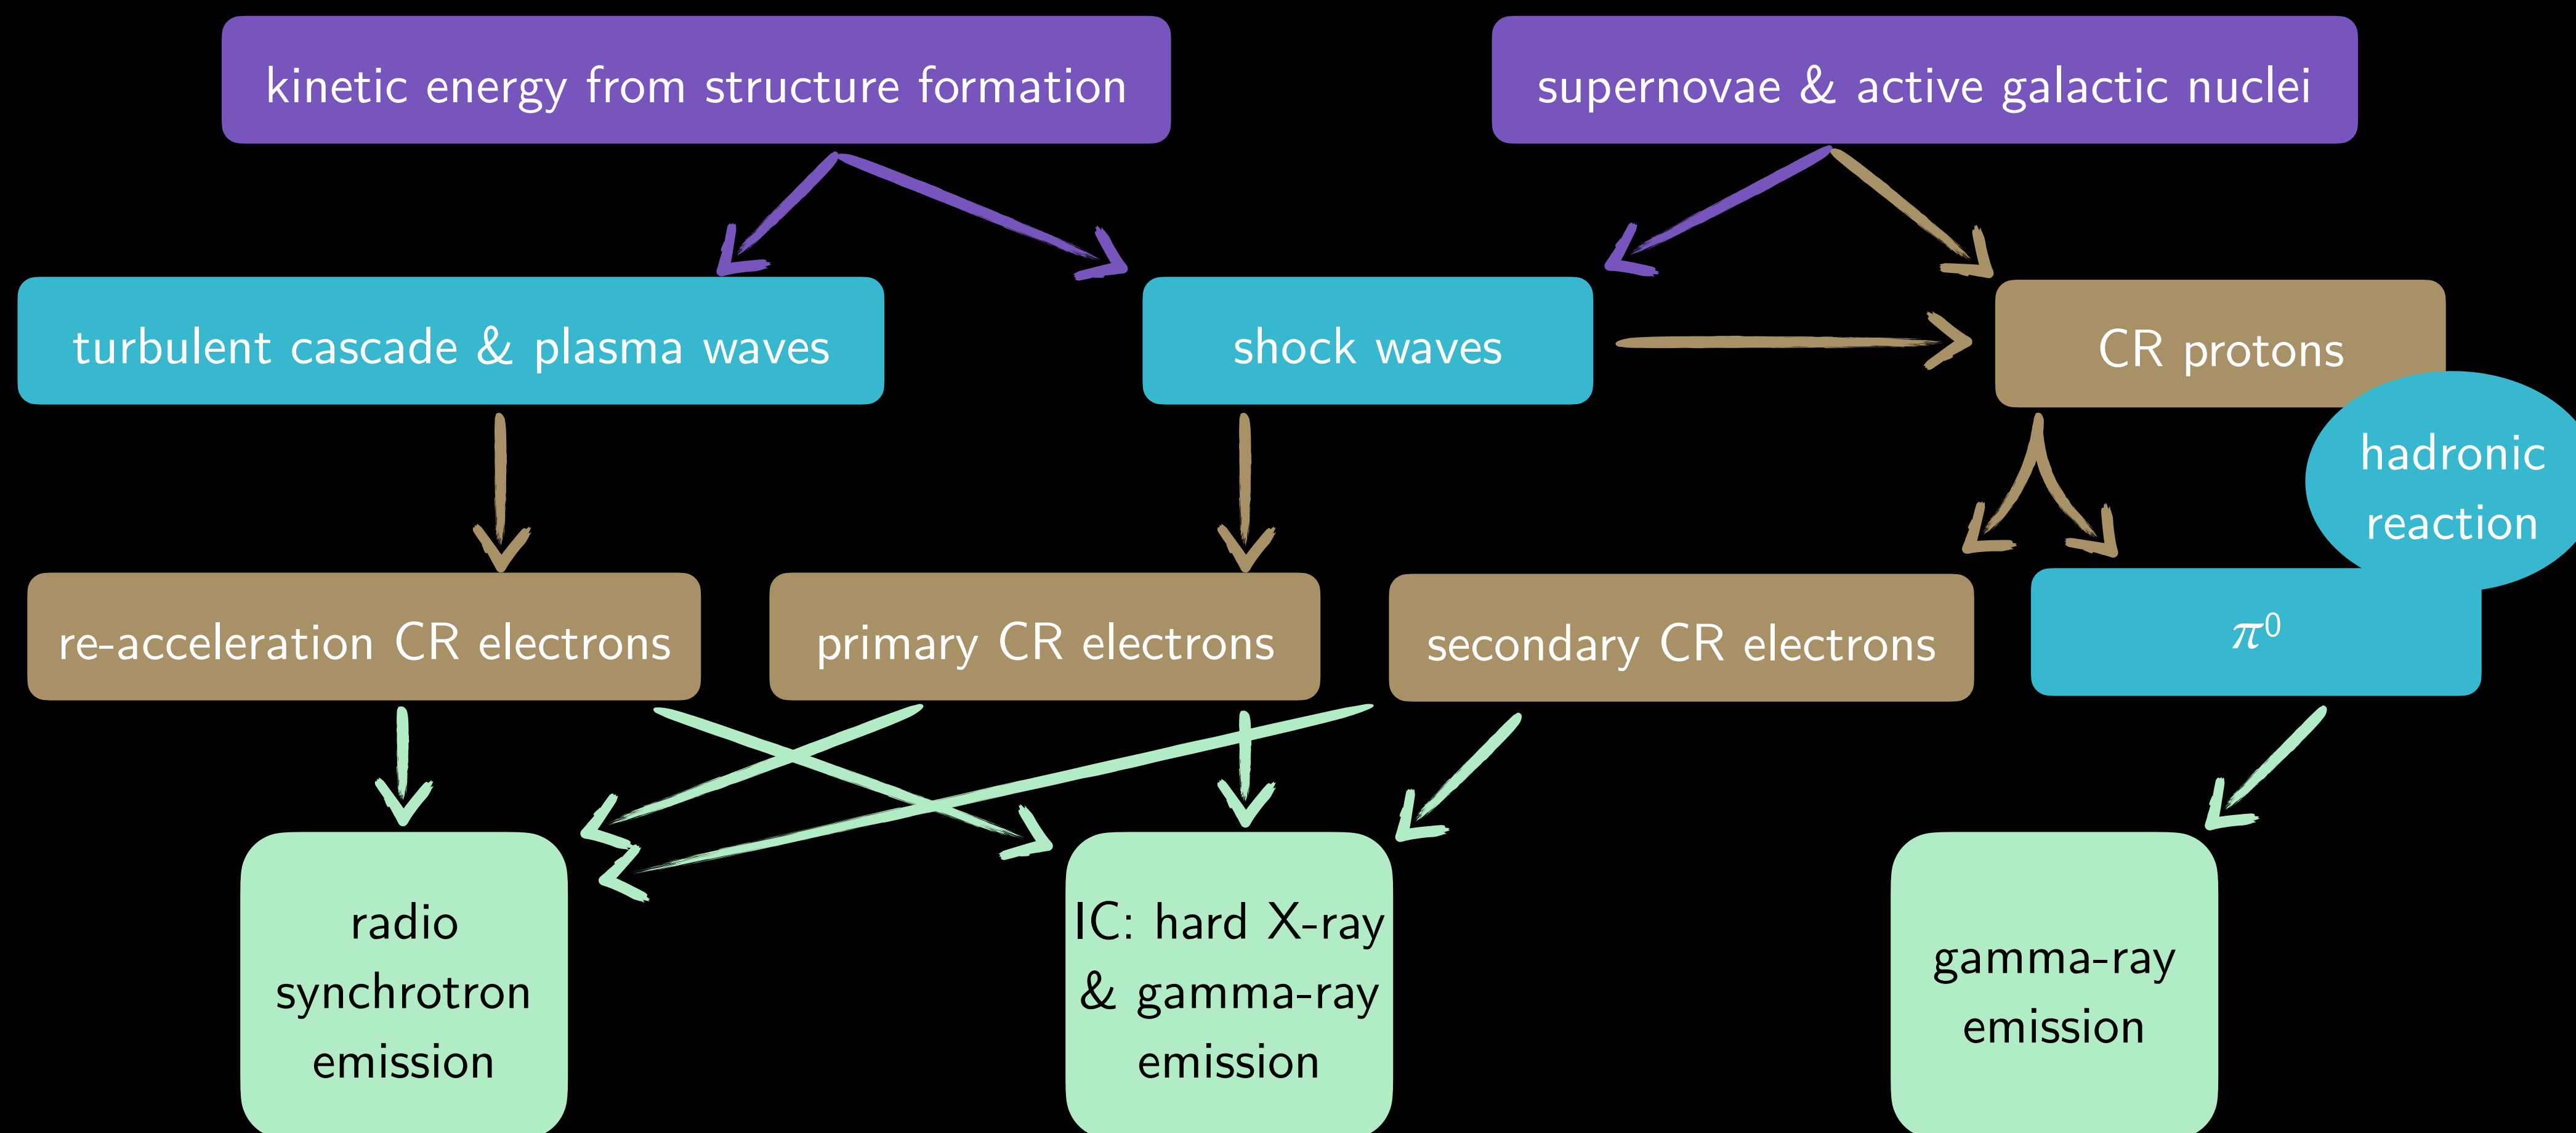 kinetic energy from structure formation
supernovae & active galactic nuclei
turbulent cascade & plasma waves
shock waves
CR protons
hadronic
reaction
re-acceleration CR electrons
primary CR electrons
secondary CR electrons
π⁰
radio
synchrotron
emission
IC: hard X-ray
& gamma-ray
emission
gamma-ray
emission